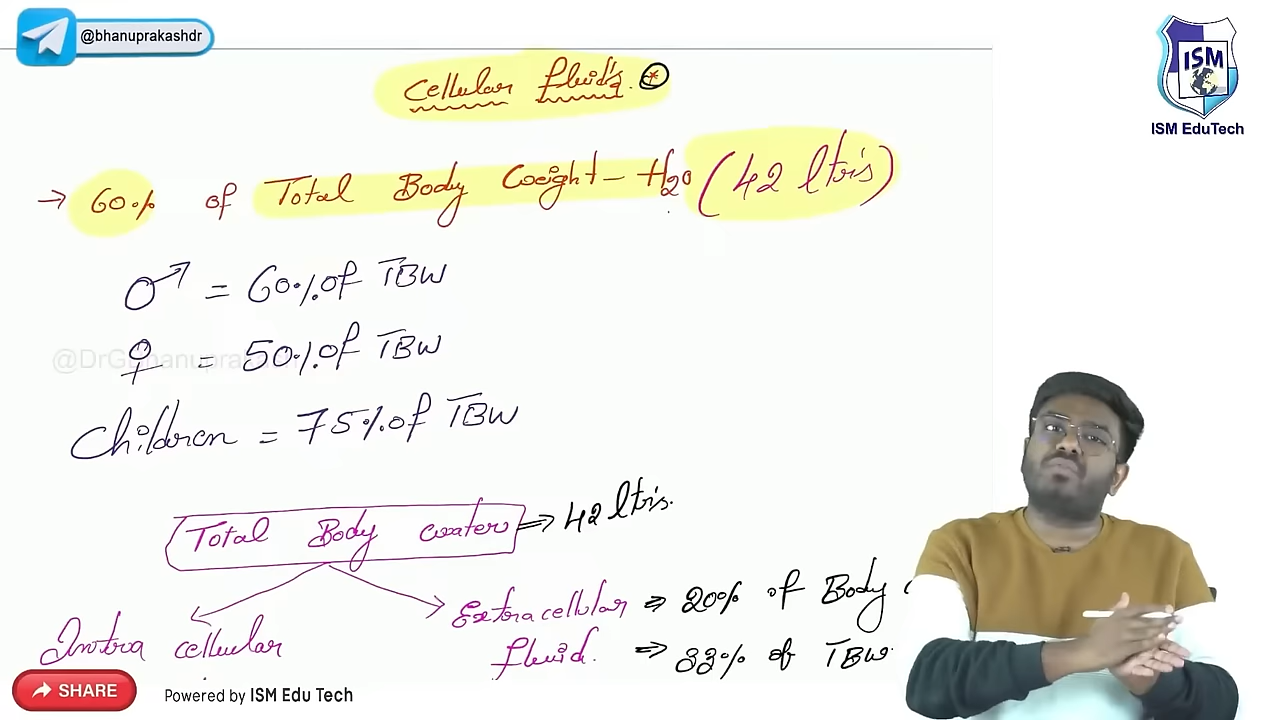 @bhanuprakashdr
ISM
ISM EduTech
Cellular fluids.
→ 60% of Total Body Weight - H20 (42 ltrs)
♂ = 60% of TBW
@DrGBhanuprakash
♀ = 50% of TBW
Children = 75% of TBW
Total Body water ⇒ 42 ltrs.
Intra cellular
Extracellular ⇒ 20% of Body
fluid. ⇒ 33% of TBW.
SHARE
Powered by ISM Edu Tech